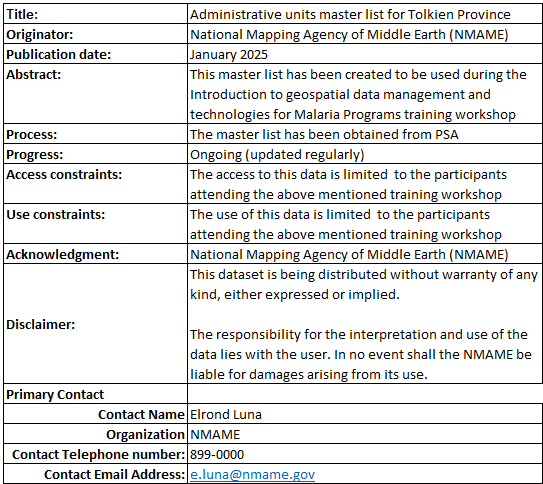 Title: Administrative units master list for Tolkien Province
Originator: National Mapping Agency of Middle Earth (NMAME)
Publication date: January 2025
Abstract: This master list has been created to be used during the
Introduction to geospatial data management and
technologies for Malaria Programs training workshop
Process: The master list has been obtained from PSA
Progress: Ongoing (updated regularly)
Access constraints: The access to this data is limited  to the participants
attending the above mentioned training workshop
Use constraints: The use of this data is limited  to the participants
attending the above mentioned training workshop
Acknowledgment: National Mapping Agency of Middle Earth (NMAME)
Disclaimer: This dataset is being distributed without warranty of any
kind, either expressed or implied.
The responsibility for the interpretation and use of the
data lies with the user. In no event shall the NMAME be
liable for damages arising from its use.
Primary Contact
Contact Name Elrond Luna
Organization NMAME
Contact Telephone number: 899-0000
Contact Email Address: e.luna@nmame.gov